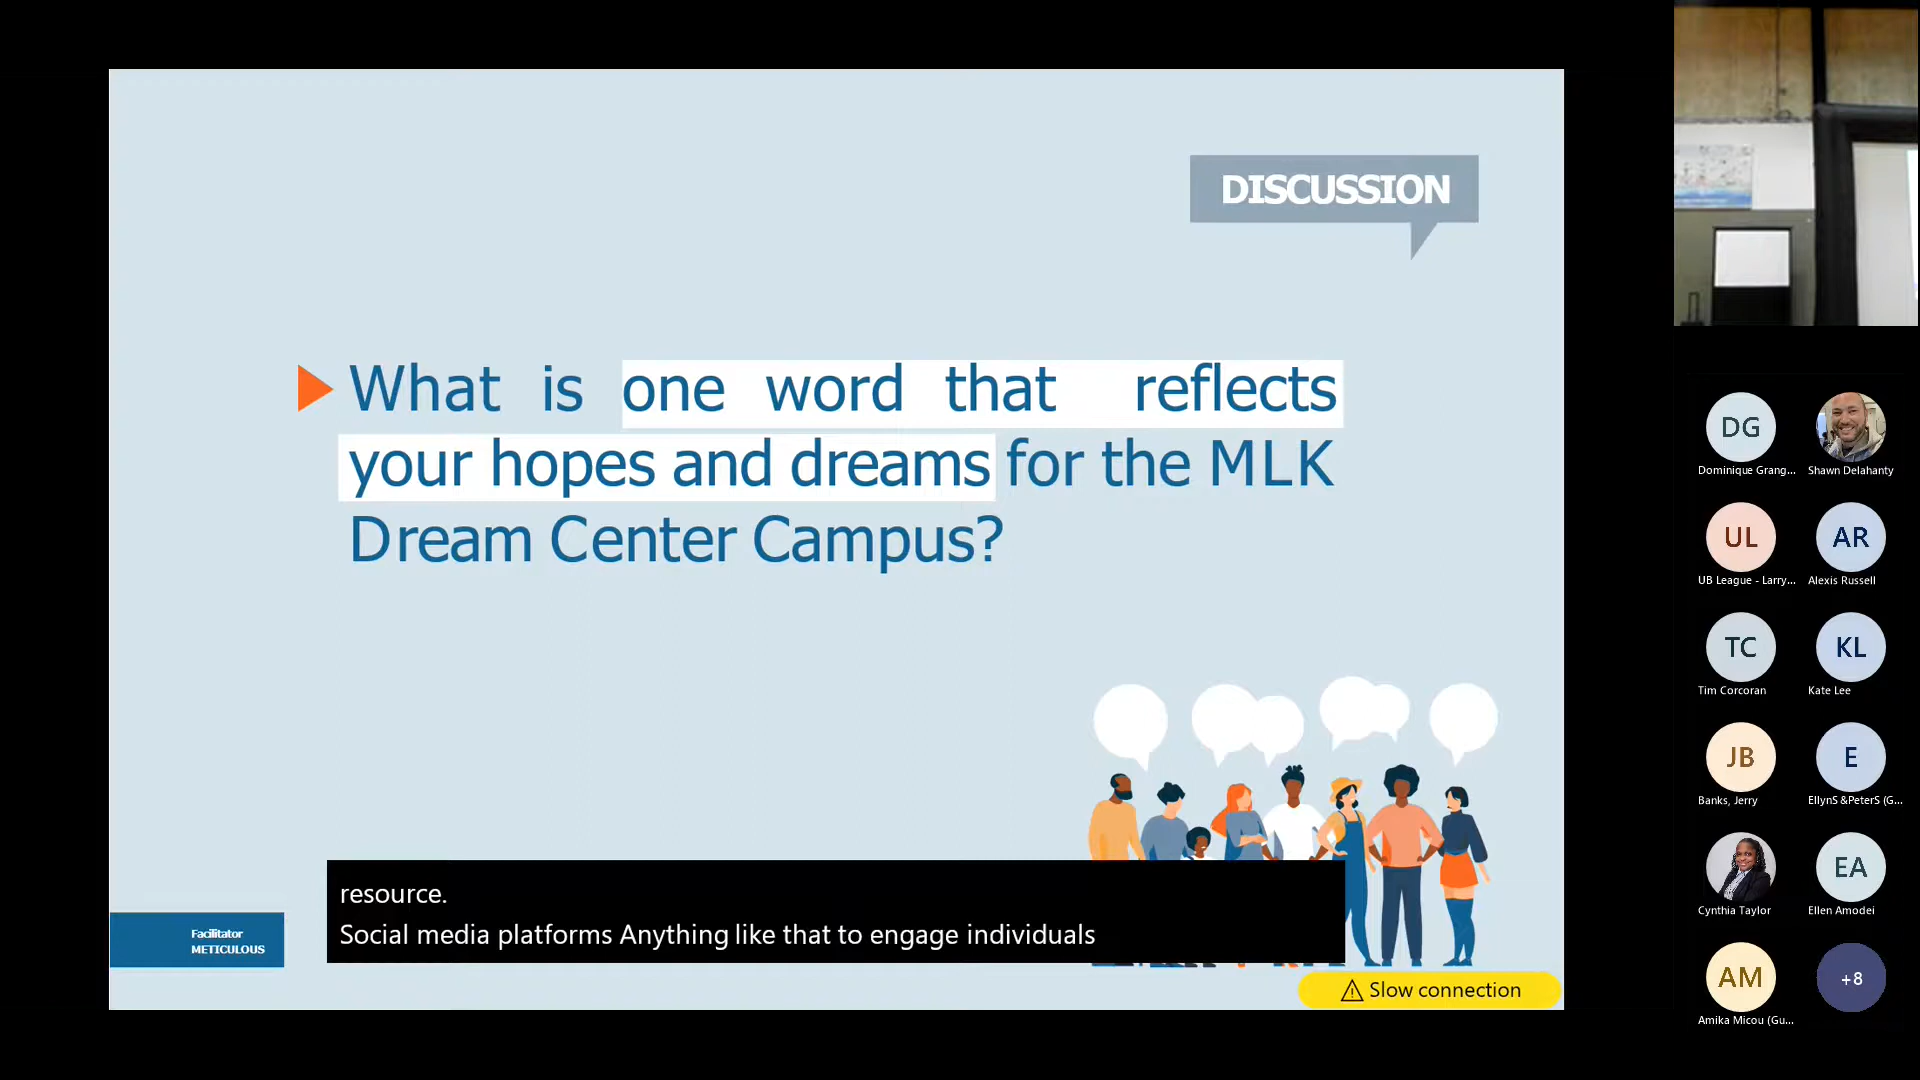 DISCUSSION
What is one word that reflects
your hopes and dreams for the MLK
Dream Center Campus?
Facilitator
METICULOUS
resource.
Social media platforms Anything like that to engage individuals
Slow connection
DG
Dominique Grang...
Shawn Delahanty
UL
UB League - Larry...
AR
Alexis Russell
TC
Tim Corcoran
KL
Kate Lee
JB
Banks, Jerry
E
EllynS &PeterS (G...
Cynthia Taylor
EA
Ellen Amodei
AM
Amika Micou (Gu...
+8